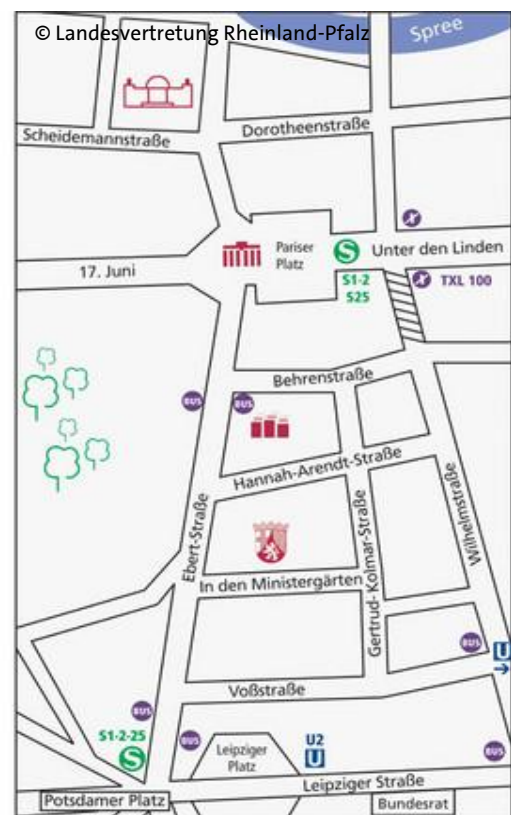 © Landesvertretung Rheinland-Pfalz
Spree
Scheidemannstraße
Dorotheenstraße
Pariser
Platz
S
Unter den Linden
17. Juni
S1-2
S25
TXL 100
Behrenstraße
BUS
BUS
Hannah-Arendt-Straße
Ebert-Straße
Gertrud-Kolmar-Straße
Wilhelmstraße
In den Ministergärten
BUS
U
Voßstraße
BUS
S1-2-25
S
BUS
Leipziger
Platz
U2
U
BUS
Leipziger Straße
Potsdamer Platz
Bundesrat